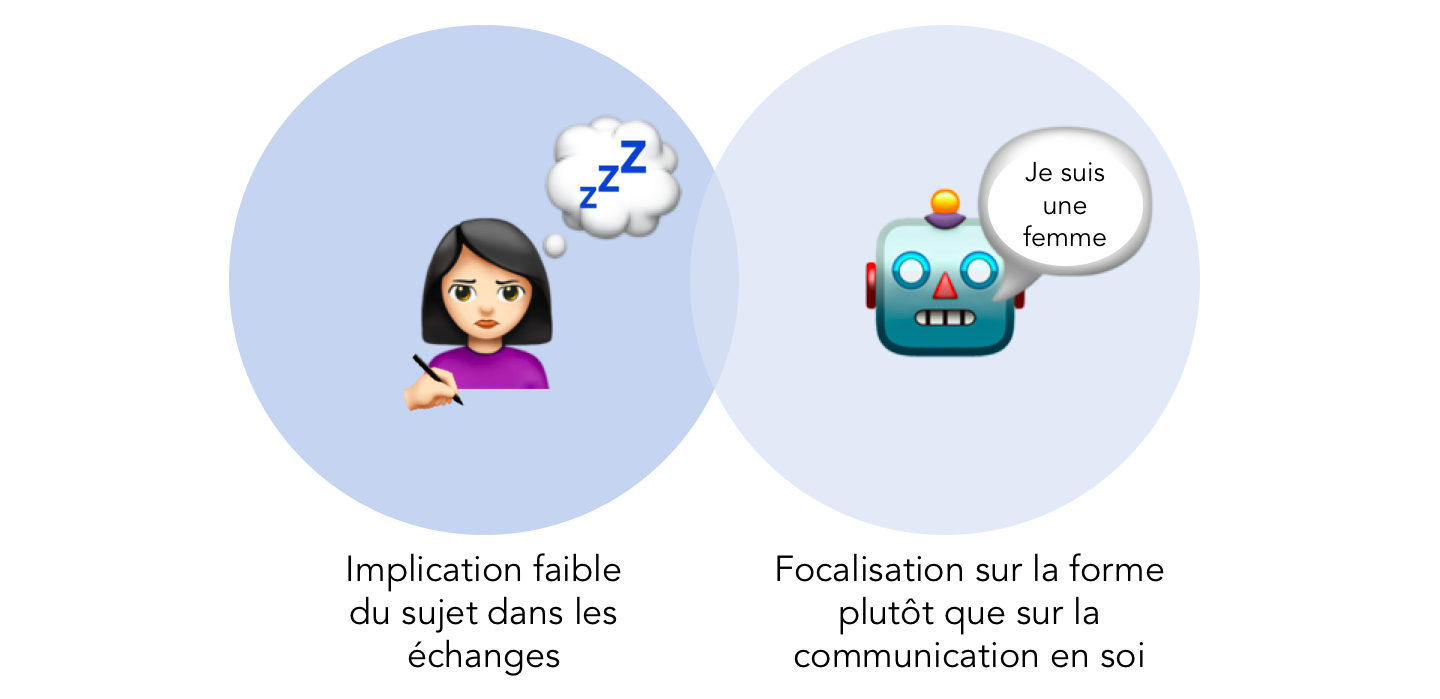 zzZ
Je suis
une
femme
Implication faible
du sujet dans les
échanges
Focalisation sur la forme
plutôt que sur la
communication en soi